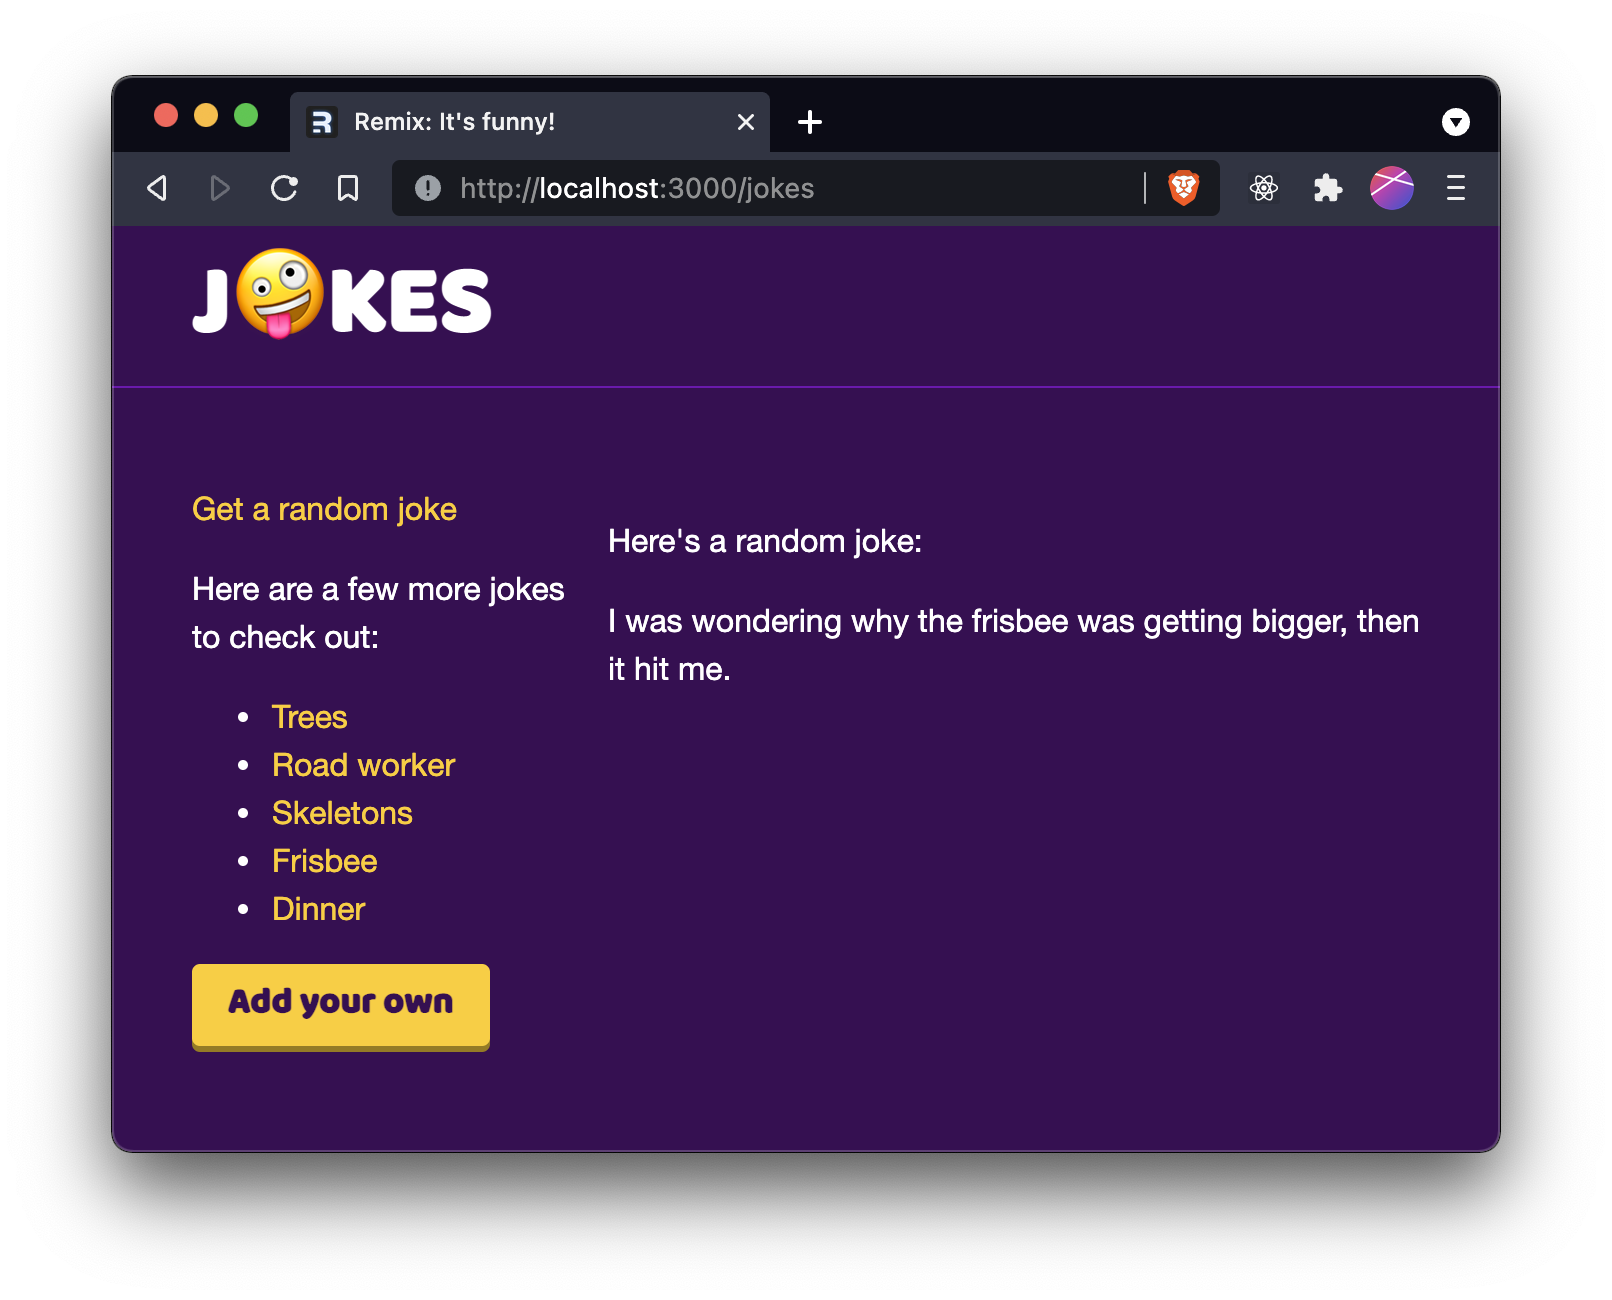 Remix: It's funny!
http://localhost:3000/jokes
J🤪KES
Get a random joke
Here are a few more jokes
to check out:
Trees
Road worker
Skeletons
Frisbee
Dinner
Add your own
Here's a random joke:
I was wondering why the frisbee was getting bigger, then
it hit me.